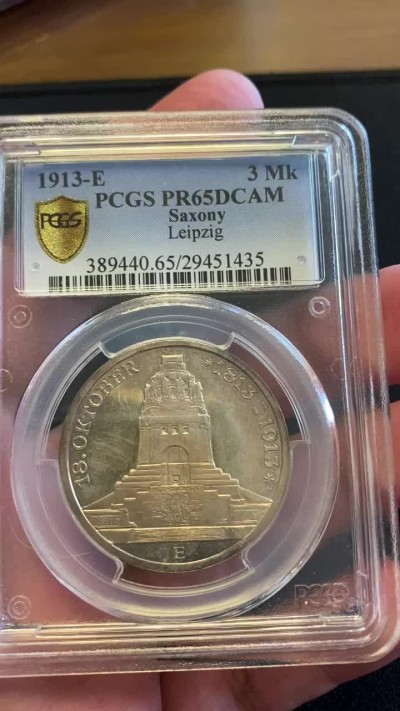 1913-E 3 Mk
PCGS PR65DCAM
Saxony
Leipzig
PCGS
389440.65/29451435
18. OKTOBER *1813-1913*
E
PCGS